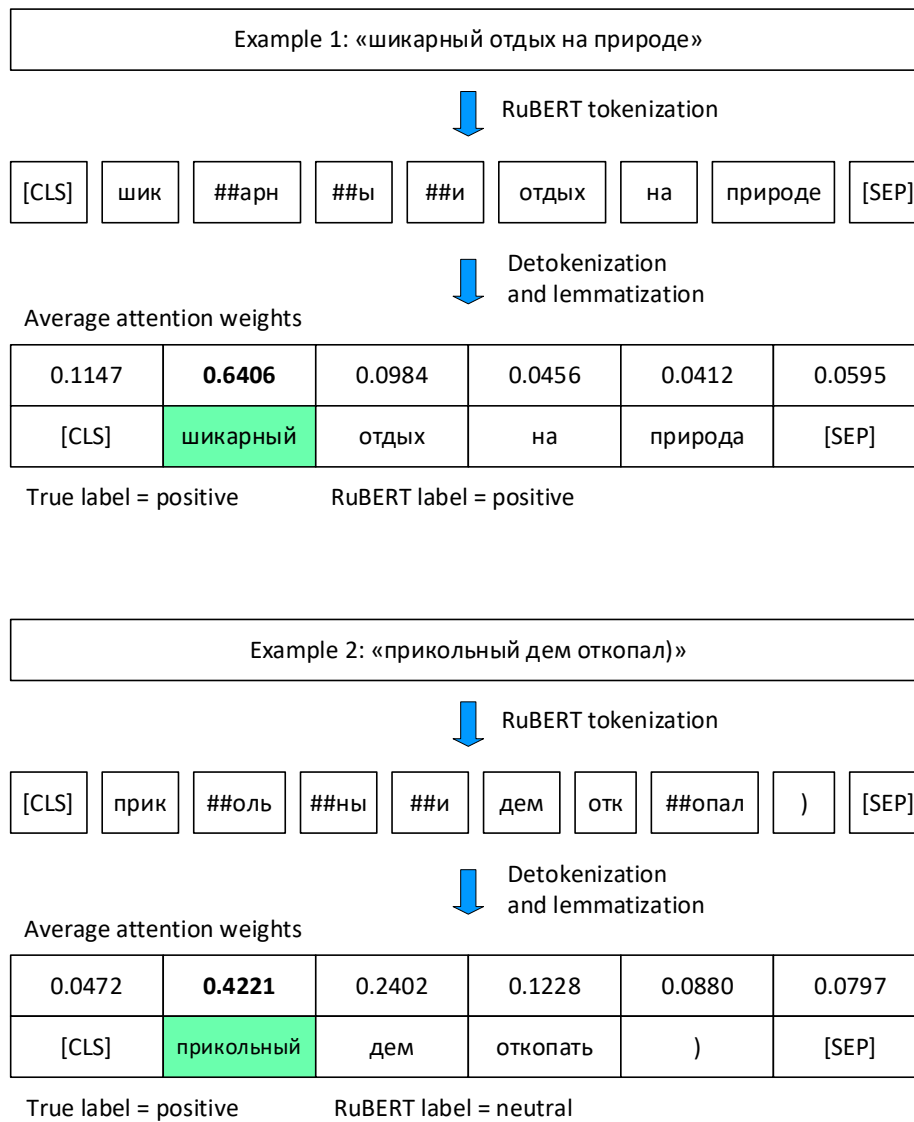 Example 1: «шикарный отдых на природе»
RuBERT tokenization
[CLS] шик ##арн ##ы ##и отдых на природе [SEP]
Detokenization
and lemmatization
Average attention weights
0.1147 0.6406 0.0984 0.0456 0.0412 0.0595
[CLS] шикарный отдых на природа [SEP]
True label = positive RuBERT label = positive
Example 2: «прикольный дем откопал)»
RuBERT tokenization
[CLS] прик ##оль ##ны ##и дем отк ##опал ) [SEP]
Detokenization
and lemmatization
Average attention weights
0.0472 0.4221 0.2402 0.1228 0.0880 0.0797
[CLS] прикольный дем откопать ) [SEP]
True label = positive RuBERT label = neutral